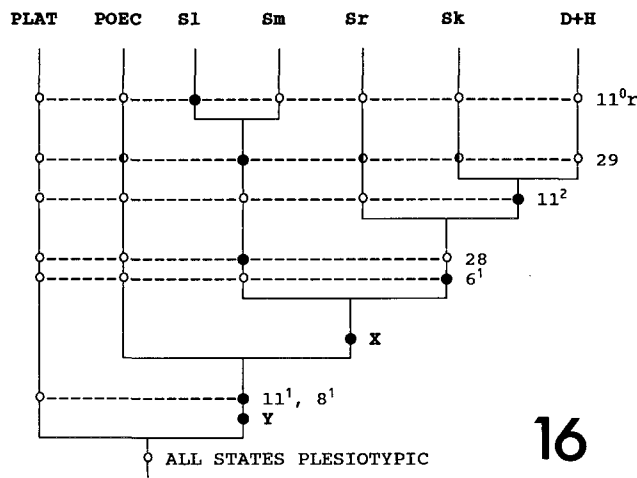 PLAT POEC Sl Sm Sr Sk D+H
11⁰r
29
11²
28
6¹
X
11¹, 8¹
Y
ALL STATES PLESIOTYPIC
16